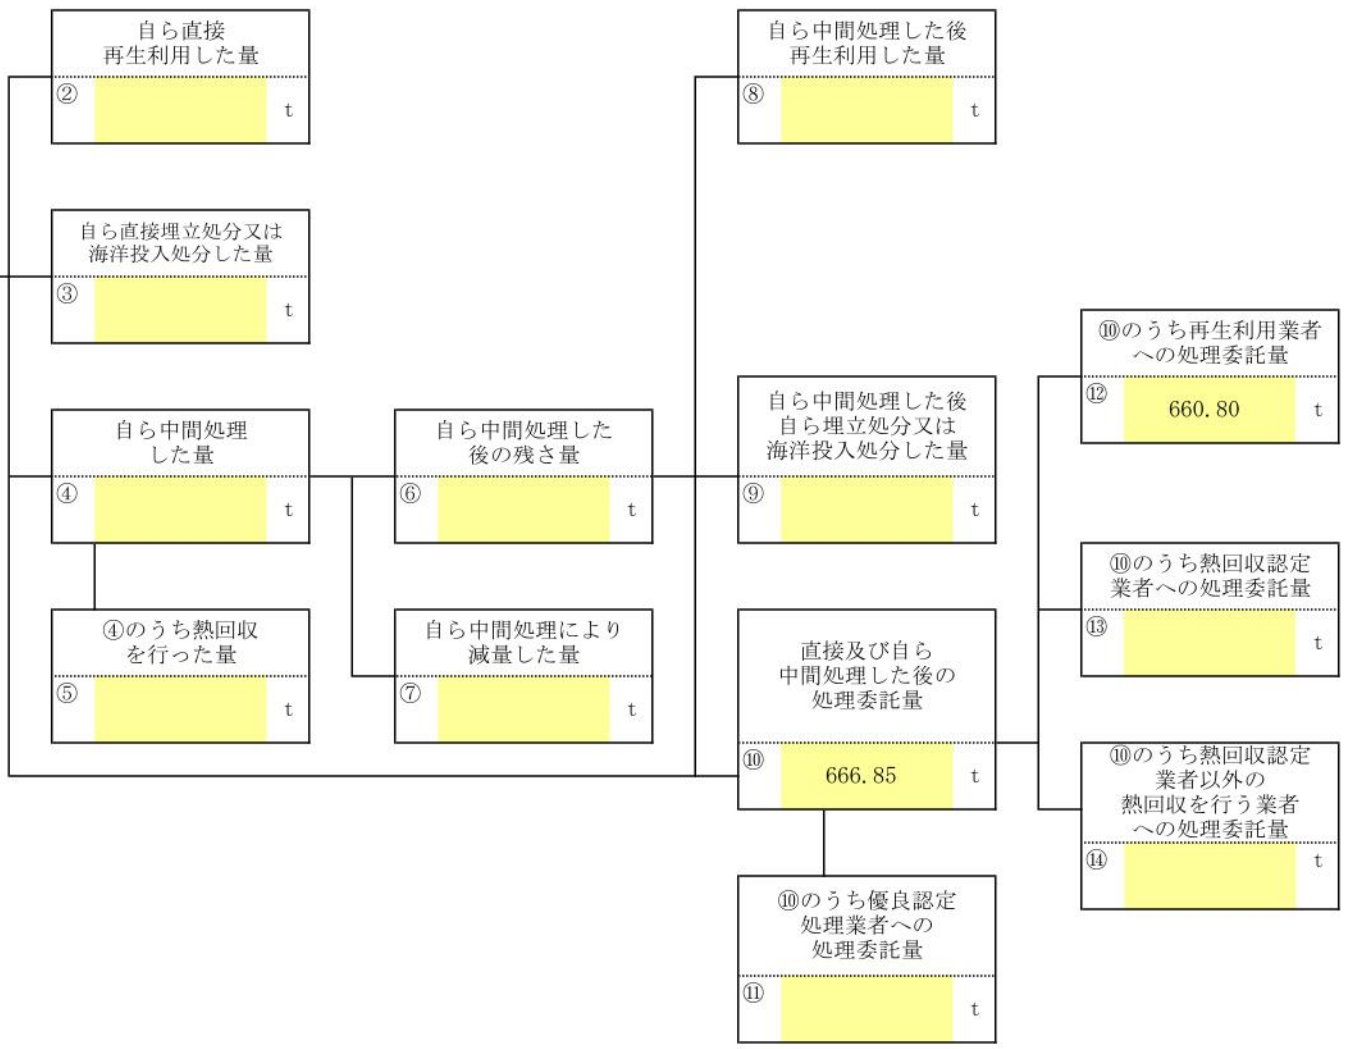 自ら直接
再生利用した量
②
t
自ら中間処理した後
再生利用した量
⑧
t
自ら直接埋立処分又は
海洋投入処分した量
③
t
⑩のうち再生利用業者
への処理委託量
⑫
660.80
t
自ら中間処理
した量
④
t
自ら中間処理した
後の残さ量
⑥
t
自ら中間処理した後
自ら埋立処分又は
海洋投入処分した量
⑨
t
⑩のうち熱回収認定
業者への処理委託量
⑬
t
④のうち熱回収
を行った量
⑤
t
自ら中間処理により
減量した量
⑦
t
直接及び自ら
中間処理した後の
処理委託量
⑩
666.85
t
⑩のうち熱回収認定
業者以外の
熱回収を行う業者
への処理委託量
⑭
t
⑩のうち優良認定
処理業者への
処理委託量
⑪
t